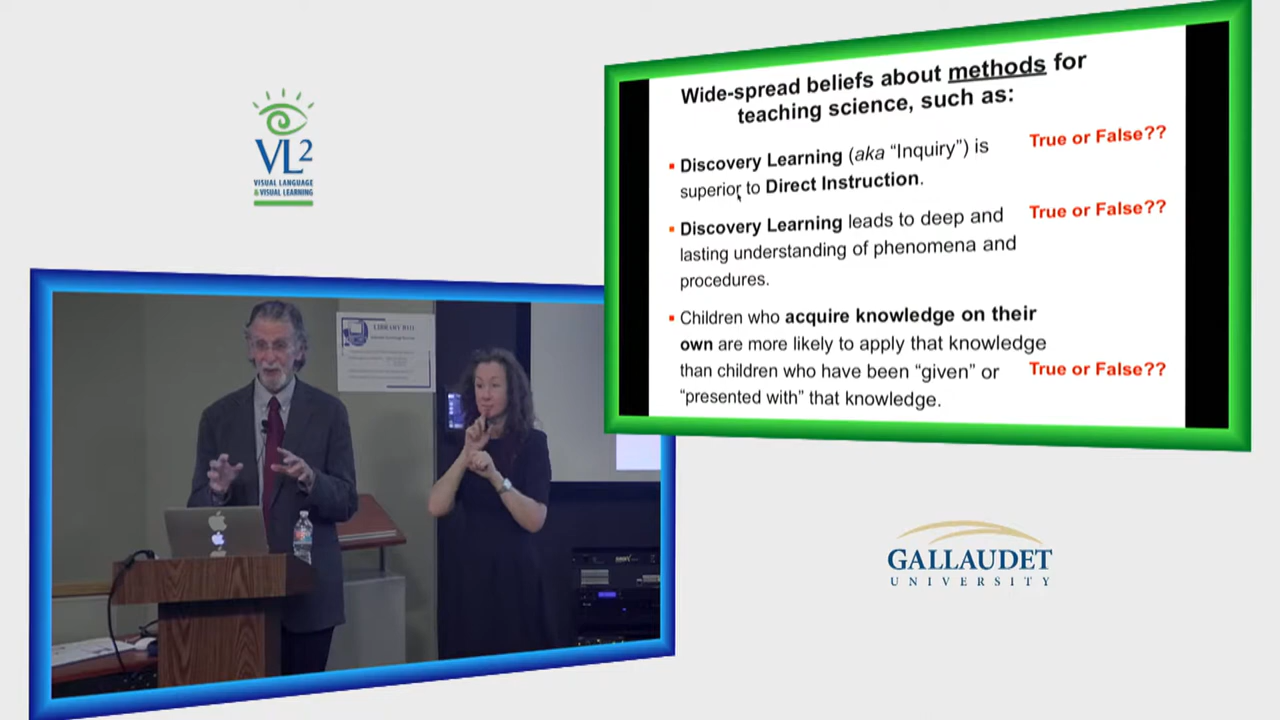 VL2
VISUAL LANGUAGE
& VISUAL LEARNING
Wide-spread beliefs about methods for
teaching science, such as:
Discovery Learning (aka “Inquiry”) is
superior to Direct Instruction.
True or False??
Discovery Learning leads to deep and
lasting understanding of phenomena and
procedures.
True or False??
Children who acquire knowledge on their
own are more likely to apply that knowledge
than children who have been “given” or
“presented with” that knowledge.
True or False??
GALLAUDET
UNIVERSITY